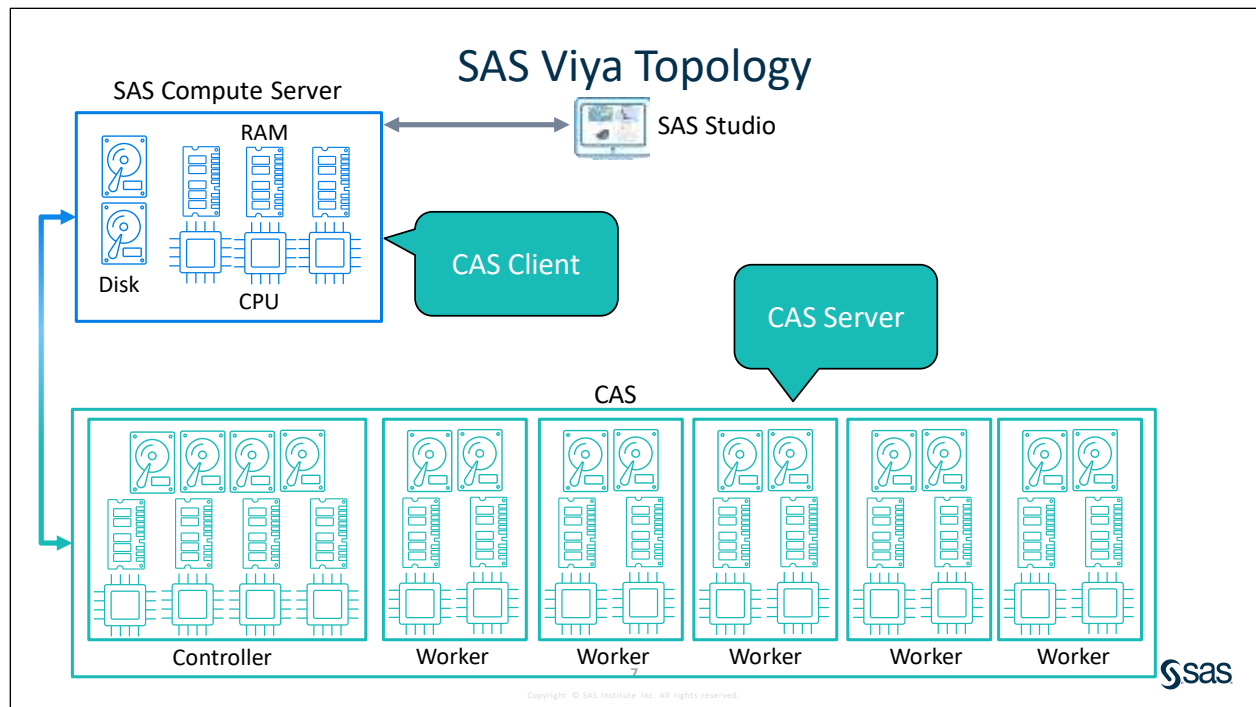 SAS Viya Topology
SAS Compute Server
RAM
SAS Studio
Disk
CPU
CAS Client
CAS Server
CAS
Controller
Worker
Worker
Worker
Worker
Worker
7
Copyright © SAS Institute Inc. All rights reserved.
sas